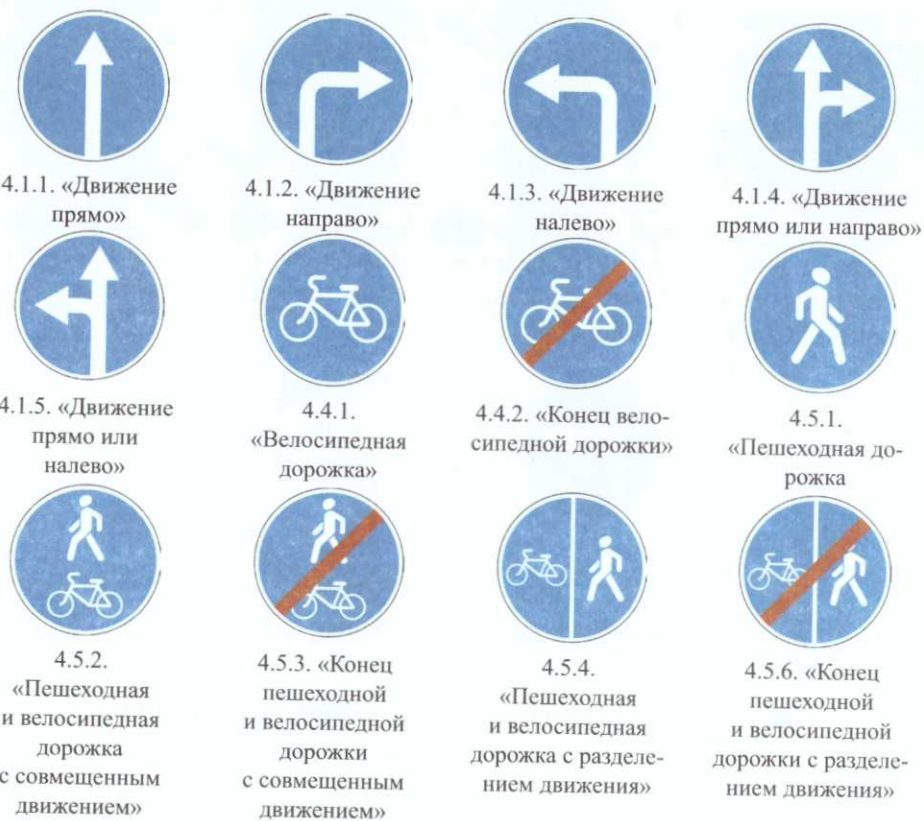 4.1.1. «Движение
прямо»
4.1.2. «Движение
направо»
4.1.3. «Движение
налево»
4.1.4. «Движение
прямо или направо»
4.1.5. «Движение
прямо или
налево»
4.4.1.
«Велосипедная
дорожка»
4.4.2. «Конец вело-
сипедной дорожки»
4.5.1.
«Пешеходная до-
рожка
4.5.2.
«Пешеходная
и велосипедная
дорожка
с совмещенным
движением»
4.5.3. «Конец
пешеходной
и велосипедной
дорожки
с совмещенным
движением»
4.5.4.
«Пешеходная
и велосипедная
дорожка с разделе-
нием движения»
4.5.6. «Конец
пешеходной
и велосипедной
дорожки с разделе-
нием движения»